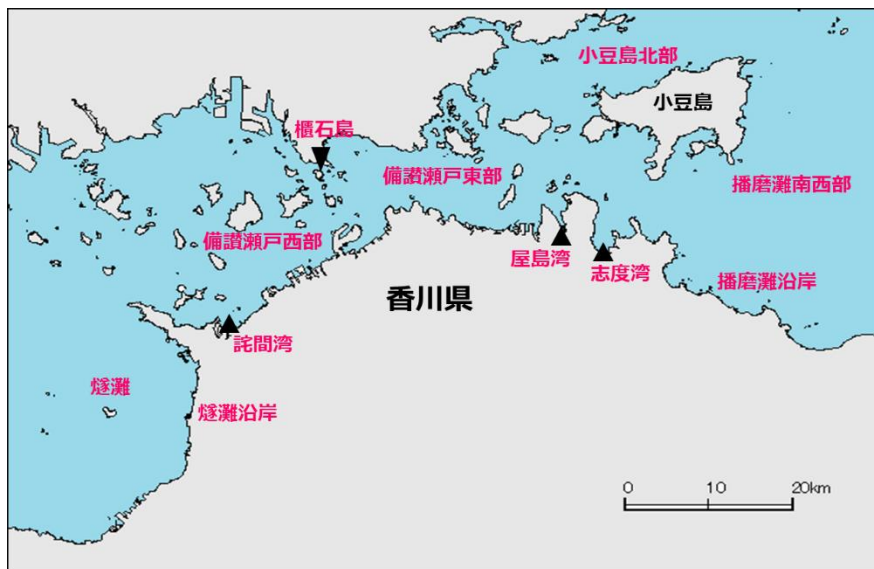 小豆島北部
小豆島
櫃石島
備讃瀬戸東部
播磨灘南西部
備讃瀬戸西部
屋島湾
志度湾
播磨灘沿岸
香川県
詫間湾
燧灘
燧灘沿岸
0 10 20km